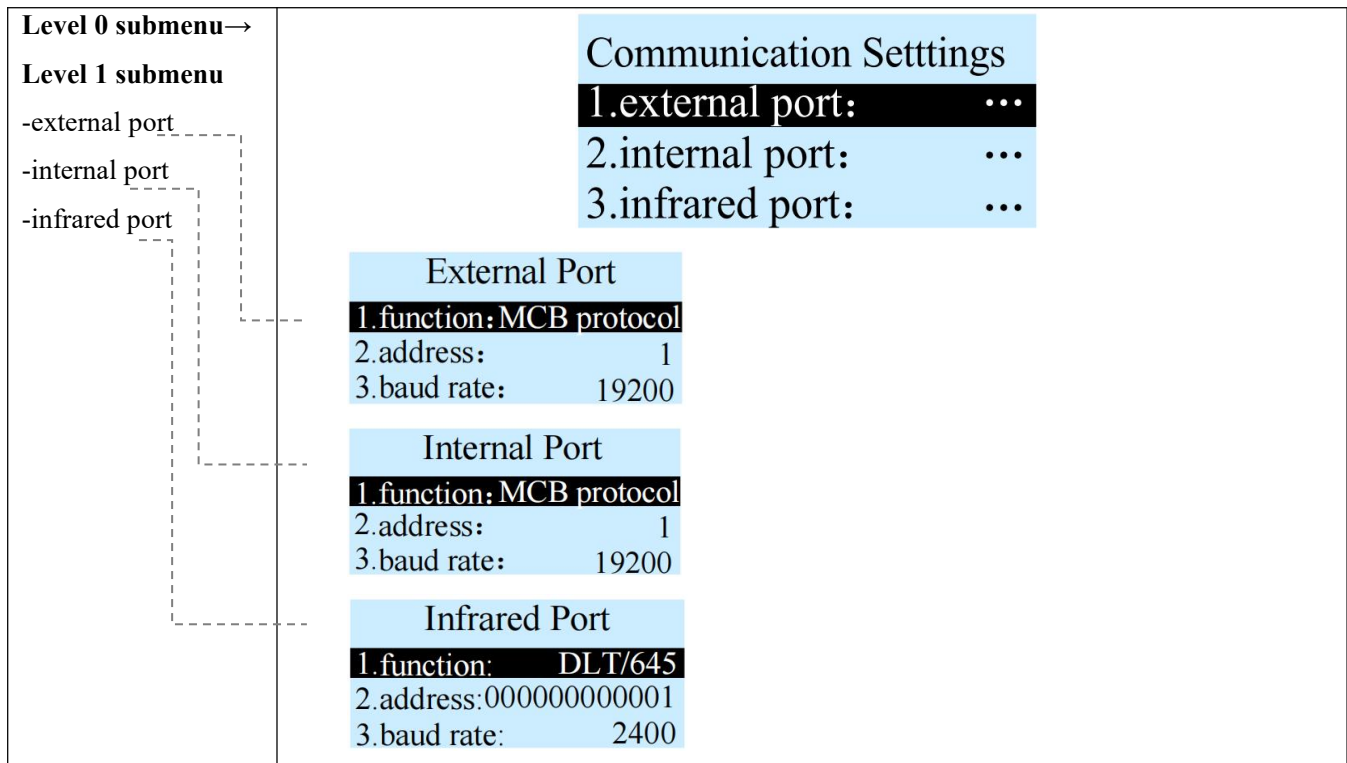 Level 0 submenu→
Level 1 submenu
-external port
-internal port
-infrared port
Communication Setttings
1.external port： ···
2.internal port： ···
3.infrared port： ···
External Port
1.function：MCB protocol
2.address： 1
3.baud rate： 19200
Internal Port
1.function：MCB protocol
2.address： 1
3.baud rate： 19200
Infrared Port
1.function: DLT/645
2.address:000000000001
3.baud rate: 2400